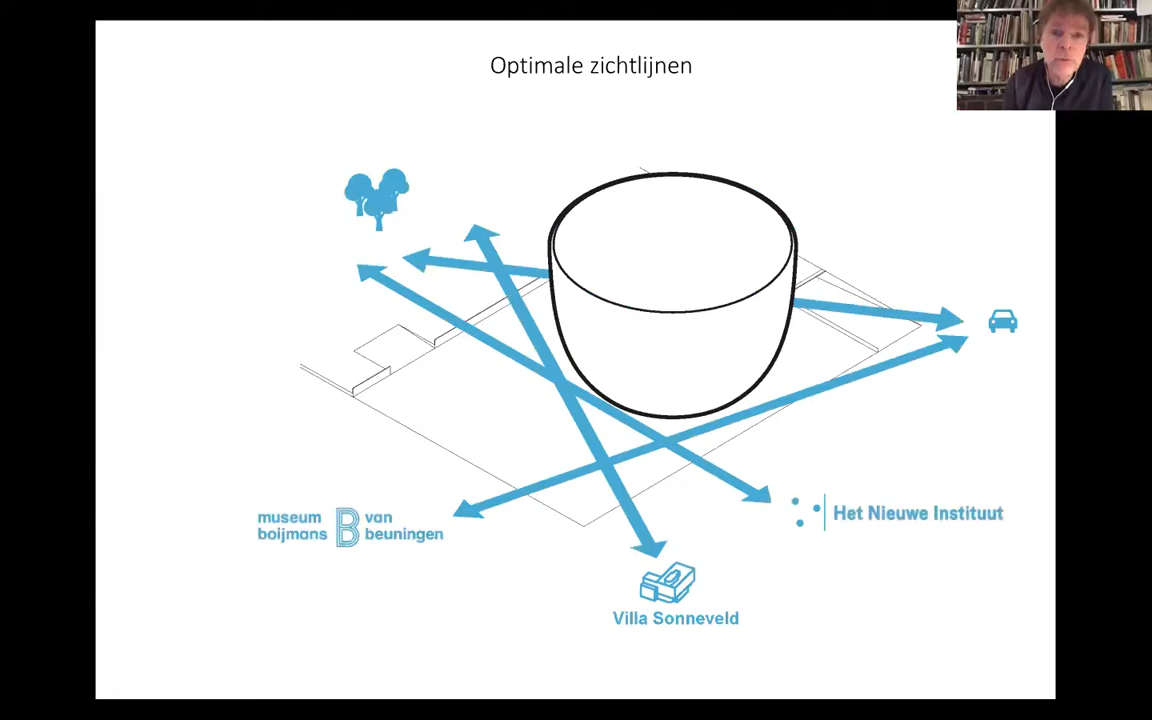 Optimale zichtlijnen
museum
boijmans
B
van
beuningen
Het Nieuwe Instituut
Villa Sonneveld